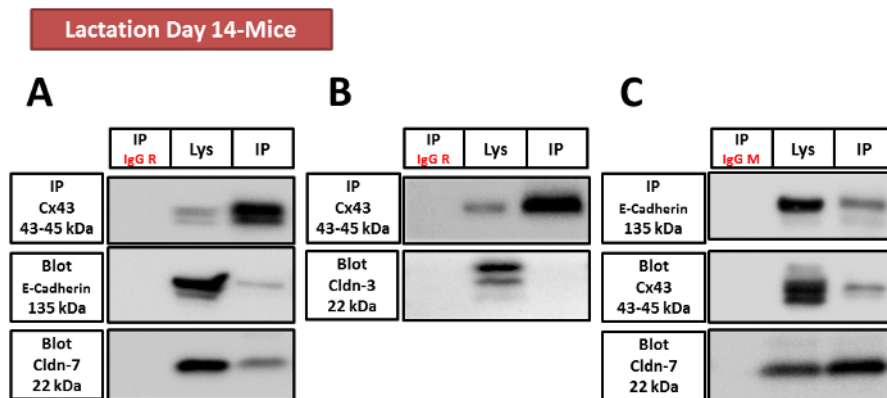 Lactation Day 14-Mice
A
IP
IgG R
Lys
IP
IP
Cx43
43-45 kDa
Blot
E-Cadherin
135 kDa
Blot
Cldn-7
22 kDa
B
IP
IgG R
Lys
IP
IP
Cx43
43-45 kDa
Blot
Cldn-3
22 kDa
C
IP
IgG M
Lys
IP
IP
E-Cadherin
135 kDa
Blot
Cx43
43-45 kDa
Blot
Cldn-7
22 kDa